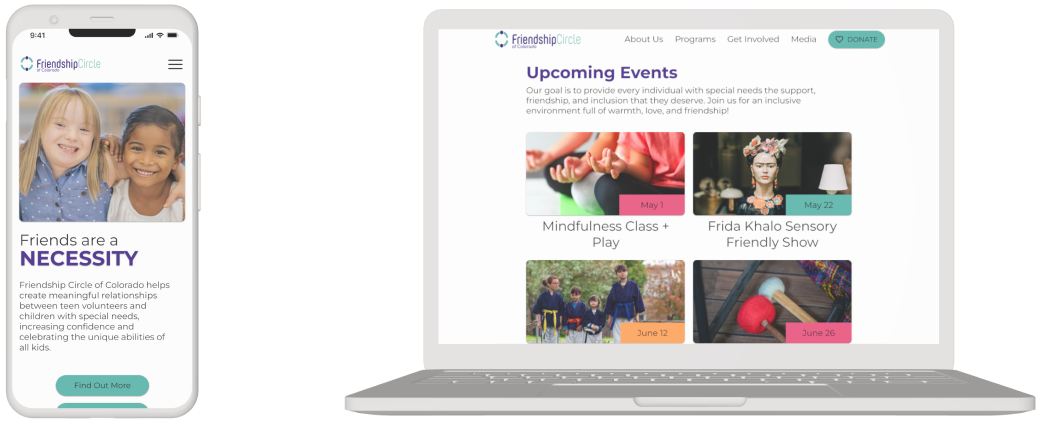 9:41
FriendshipCircle
of Colorado
Friends are a
NECESSITY
Friendship Circle of Colorado helps
create meaningful relationships
between teen volunteers and
children with special needs,
increasing confidence and
celebrating the unique abilities of
all kids.
Find Out More
FriendshipCircle
of Colorado
About Us Programs Get Involved Media DONATE
Upcoming Events
Our goal is to provide every individual with special needs the support,
friendship, and inclusion that they deserve. Join us for an inclusive
environment full of warmth, love, and friendship!
May 1
May 22
Mindfulness Class +
Play
Frida Khalo Sensory
Friendly Show
June 12
June 26